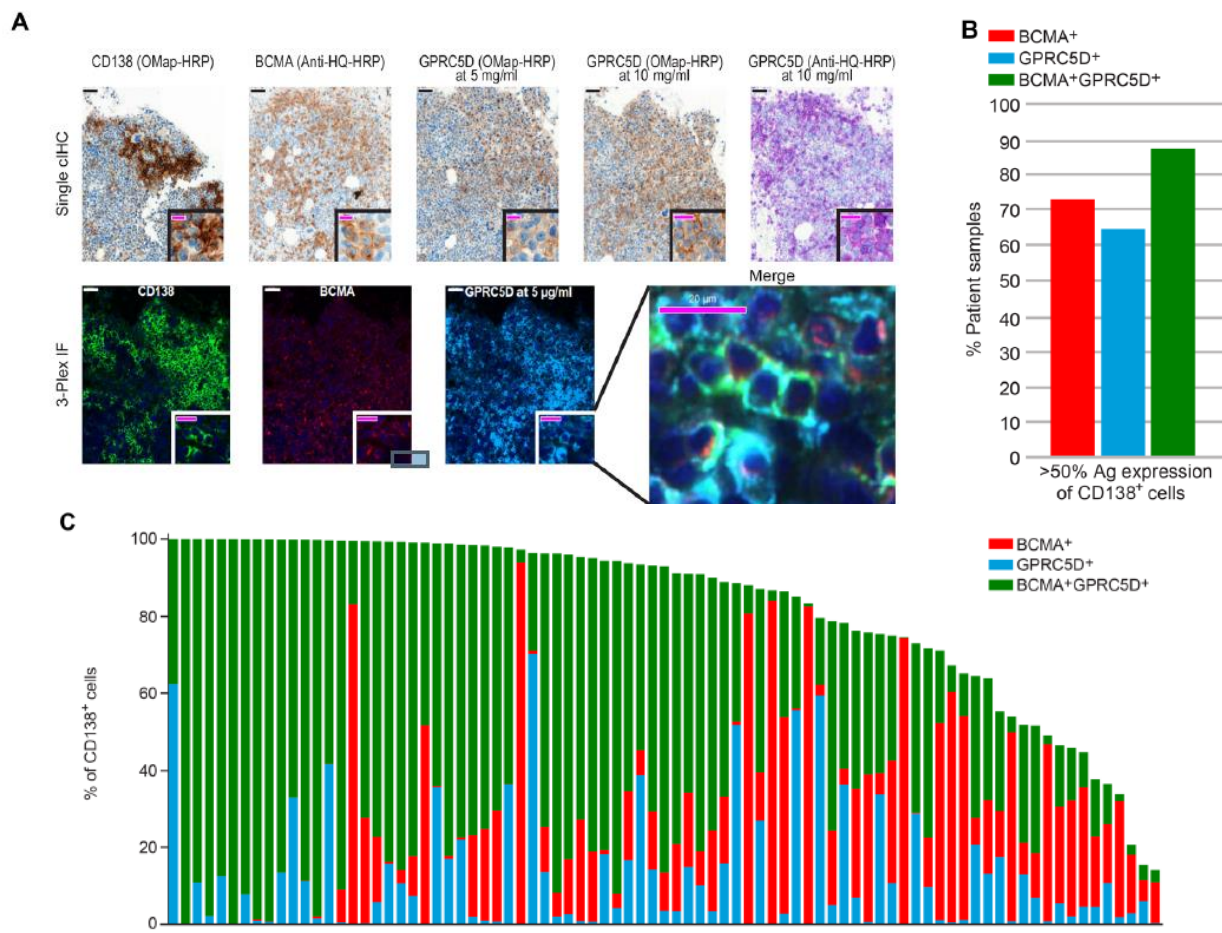 A
CD138 (OMap-HRP)
BCMA (Anti-HQ-HRP)
GPRC5D (OMap-HRP)
at 5 mg/ml
GPRC5D (OMap-HRP)
at 10 mg/ml
GPRC5D (Anti-HQ-HRP)
at 10 mg/ml
Single cIHC
3-Plex IF
CD138
BCMA
GPRC5D at 5 µg/ml
Merge
20 µm
B
BCMA⁺
GPRC5D⁺
BCMA⁺GPRC5D⁺
% Patient samples
100
90
80
70
60
50
40
30
20
10
0
>50% Ag expression
of CD138⁺ cells
C
BCMA⁺
GPRC5D⁺
BCMA⁺GPRC5D⁺
% of CD138⁺ cells
100
80
60
40
20
0